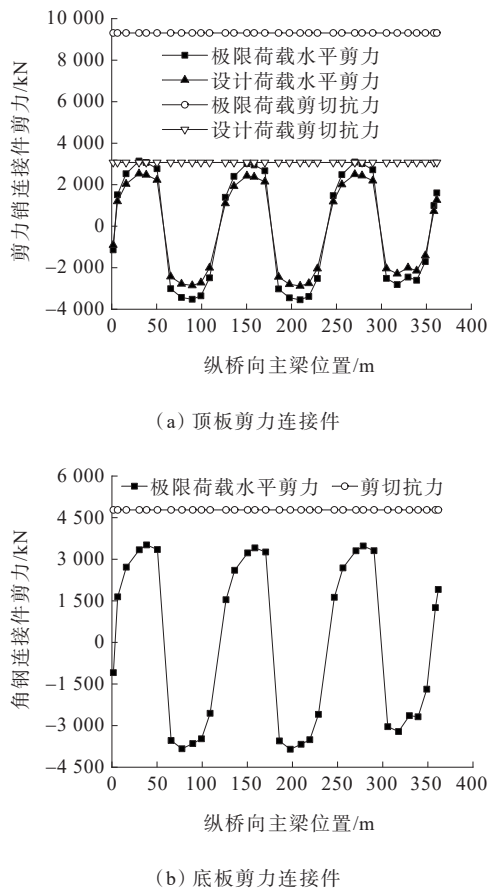 10 000
8 000
6 000
4 000
2 000
0
−2 000
−4 000
剪力销连接件剪力/kN
极限荷载水平剪力
设计荷载水平剪力
极限荷载剪切抗力
设计荷载剪切抗力
0 50 100 150 200 250 300 350 400
纵桥向主梁位置/m
(a) 顶板剪力连接件
6 000
4 500
3 000
1 500
0
−1 500
−3 000
−4 500
角钢连接件剪力/kN
极限荷载水平剪力 剪切抗力
0 50 100 150 200 250 300 350 400
纵桥向主梁位置/m
(b) 底板剪力连接件